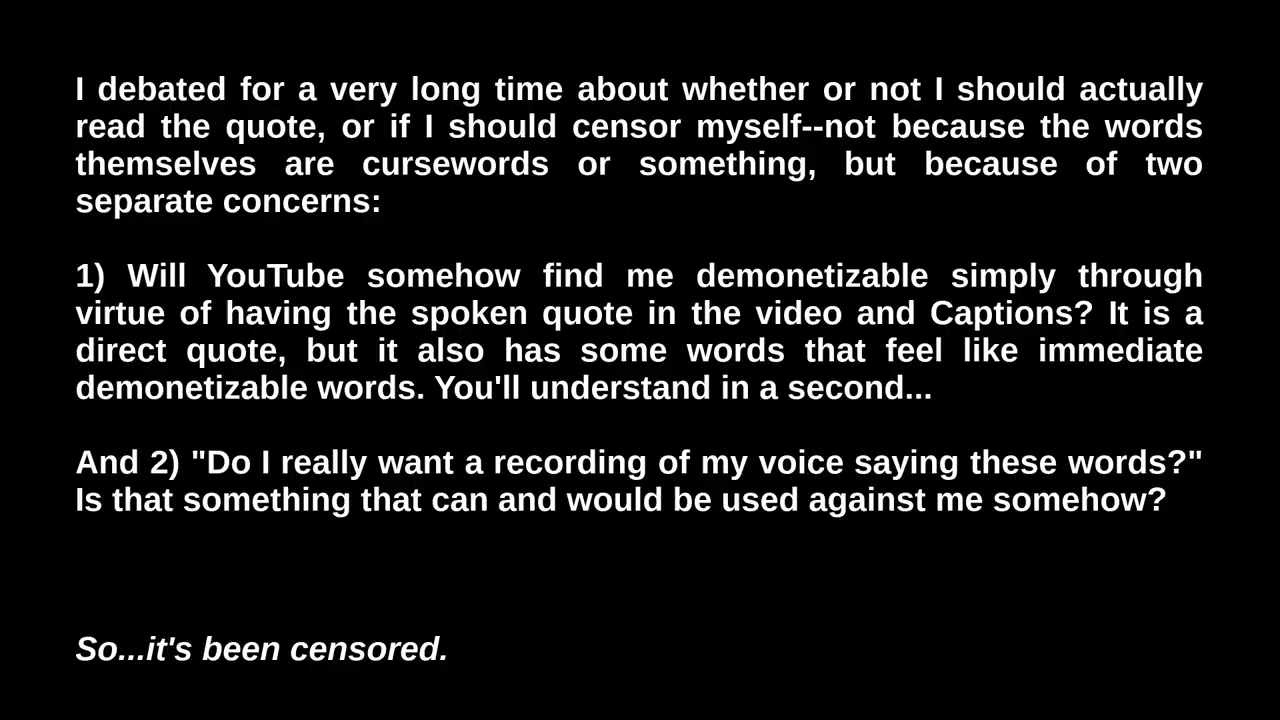 I debated for a very long time about whether or not I should actually
read the quote, or if I should censor myself--not because the words
themselves are cursewords or something, but because of two
separate concerns:
1) Will YouTube somehow find me demonetizable simply through
virtue of having the spoken quote in the video and Captions? It is a
direct quote, but it also has some words that feel like immediate
demonetizable words. You'll understand in a second...
And 2) "Do I really want a recording of my voice saying these words?"
Is that something that can and would be used against me somehow?
So...it's been censored.